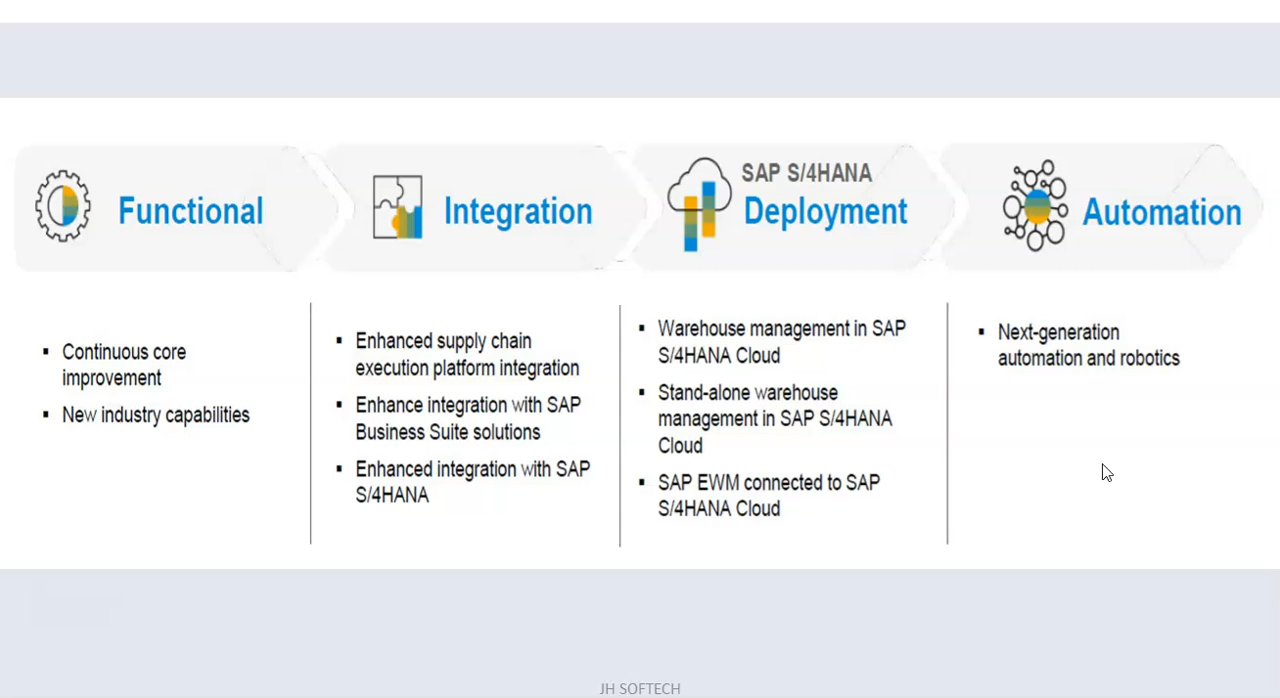 Functional
Integration
SAP S/4HANA
Deployment
Automation
▪ Continuous core
improvement
▪ New industry capabilities
▪ Enhanced supply chain
execution platform integration
▪ Enhance integration with SAP
Business Suite solutions
▪ Enhanced integration with SAP
S/4HANA
▪ Warehouse management in SAP
S/4HANA Cloud
▪ Stand-alone warehouse
management in SAP S/4HANA
Cloud
▪ SAP EWM connected to SAP
S/4HANA Cloud
▪ Next-generation
automation and robotics
JH SOFTECH